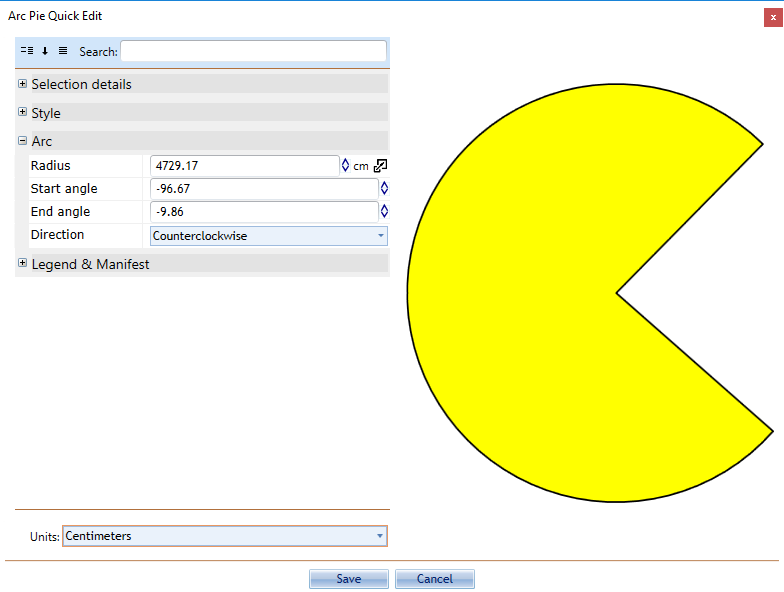 Arc Pie Quick Edit
x
Search:
Selection details
Style
Arc
Radius 4729.17 cm
Start angle -96.67
End angle -9.86
Direction Counterclockwise
Legend & Manifest
Units: Centimeters
Save Cancel